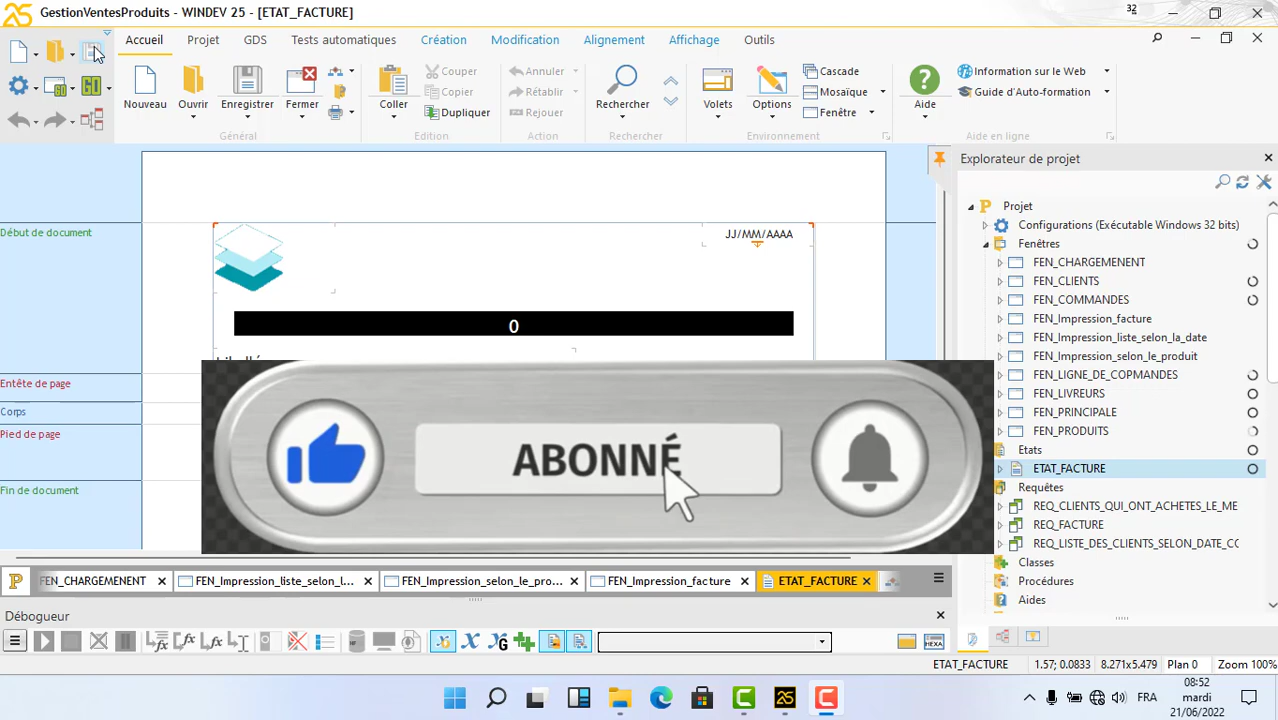 GestionVentesProduits - WINDEV 25 - [ETAT_FACTURE]
32
Accueil Projet GDS Tests automatiques Création Modification Alignement Affichage Outils
Nouveau Ouvrir Enregistrer Fermer
Général
Coller Couper Copier Dupliquer
Edition
Annuler Rétablir Rejouer
Action
Rechercher
Rechercher
Volets Options Cascade Mosaïque Fenêtre
Environnement
Aide Information sur le Web Guide d'Auto-formation
Aide en ligne
GO GO
Explorateur de projet
Projet
Configurations (Exécutable Windows 32 bits)
Fenêtres
FEN_CHARGEMENENT
FEN_CLIENTS
FEN_COMMANDES
FEN_Impression_facture
FEN_Impression_liste_selon_la_date
FEN_Impression_selon_le_produit
FEN_LIGNE_DE_COPMANDES
FEN_LIVREURS
FEN_PRINCIPALE
FEN_PRODUITS
Etats
ETAT_FACTURE
Requêtes
REQ_CLIENTS_QUI_ONT_ACHETES_LE_ME
REQ_FACTURE
REQ_LISTE_DES_CLIENTS_SELON_DATE_CC
Classes
Procédures
Aides
Début de document
JJ/MM/AAAA
0
Entête de page
Corps
Pied de page
Fin de document
ABONNÉ
FEN_CHARGEMENENT FEN_Impression_liste_selon_l... FEN_Impression_selon_le_pro... FEN_Impression_facture ETAT_FACTURE
Débogueur
HEXA
ETAT_FACTURE 1.57; 0.0833 8.271x5.479 Plan 0 Zoom 100%
FRA
08:52
mardi
21/06/2022